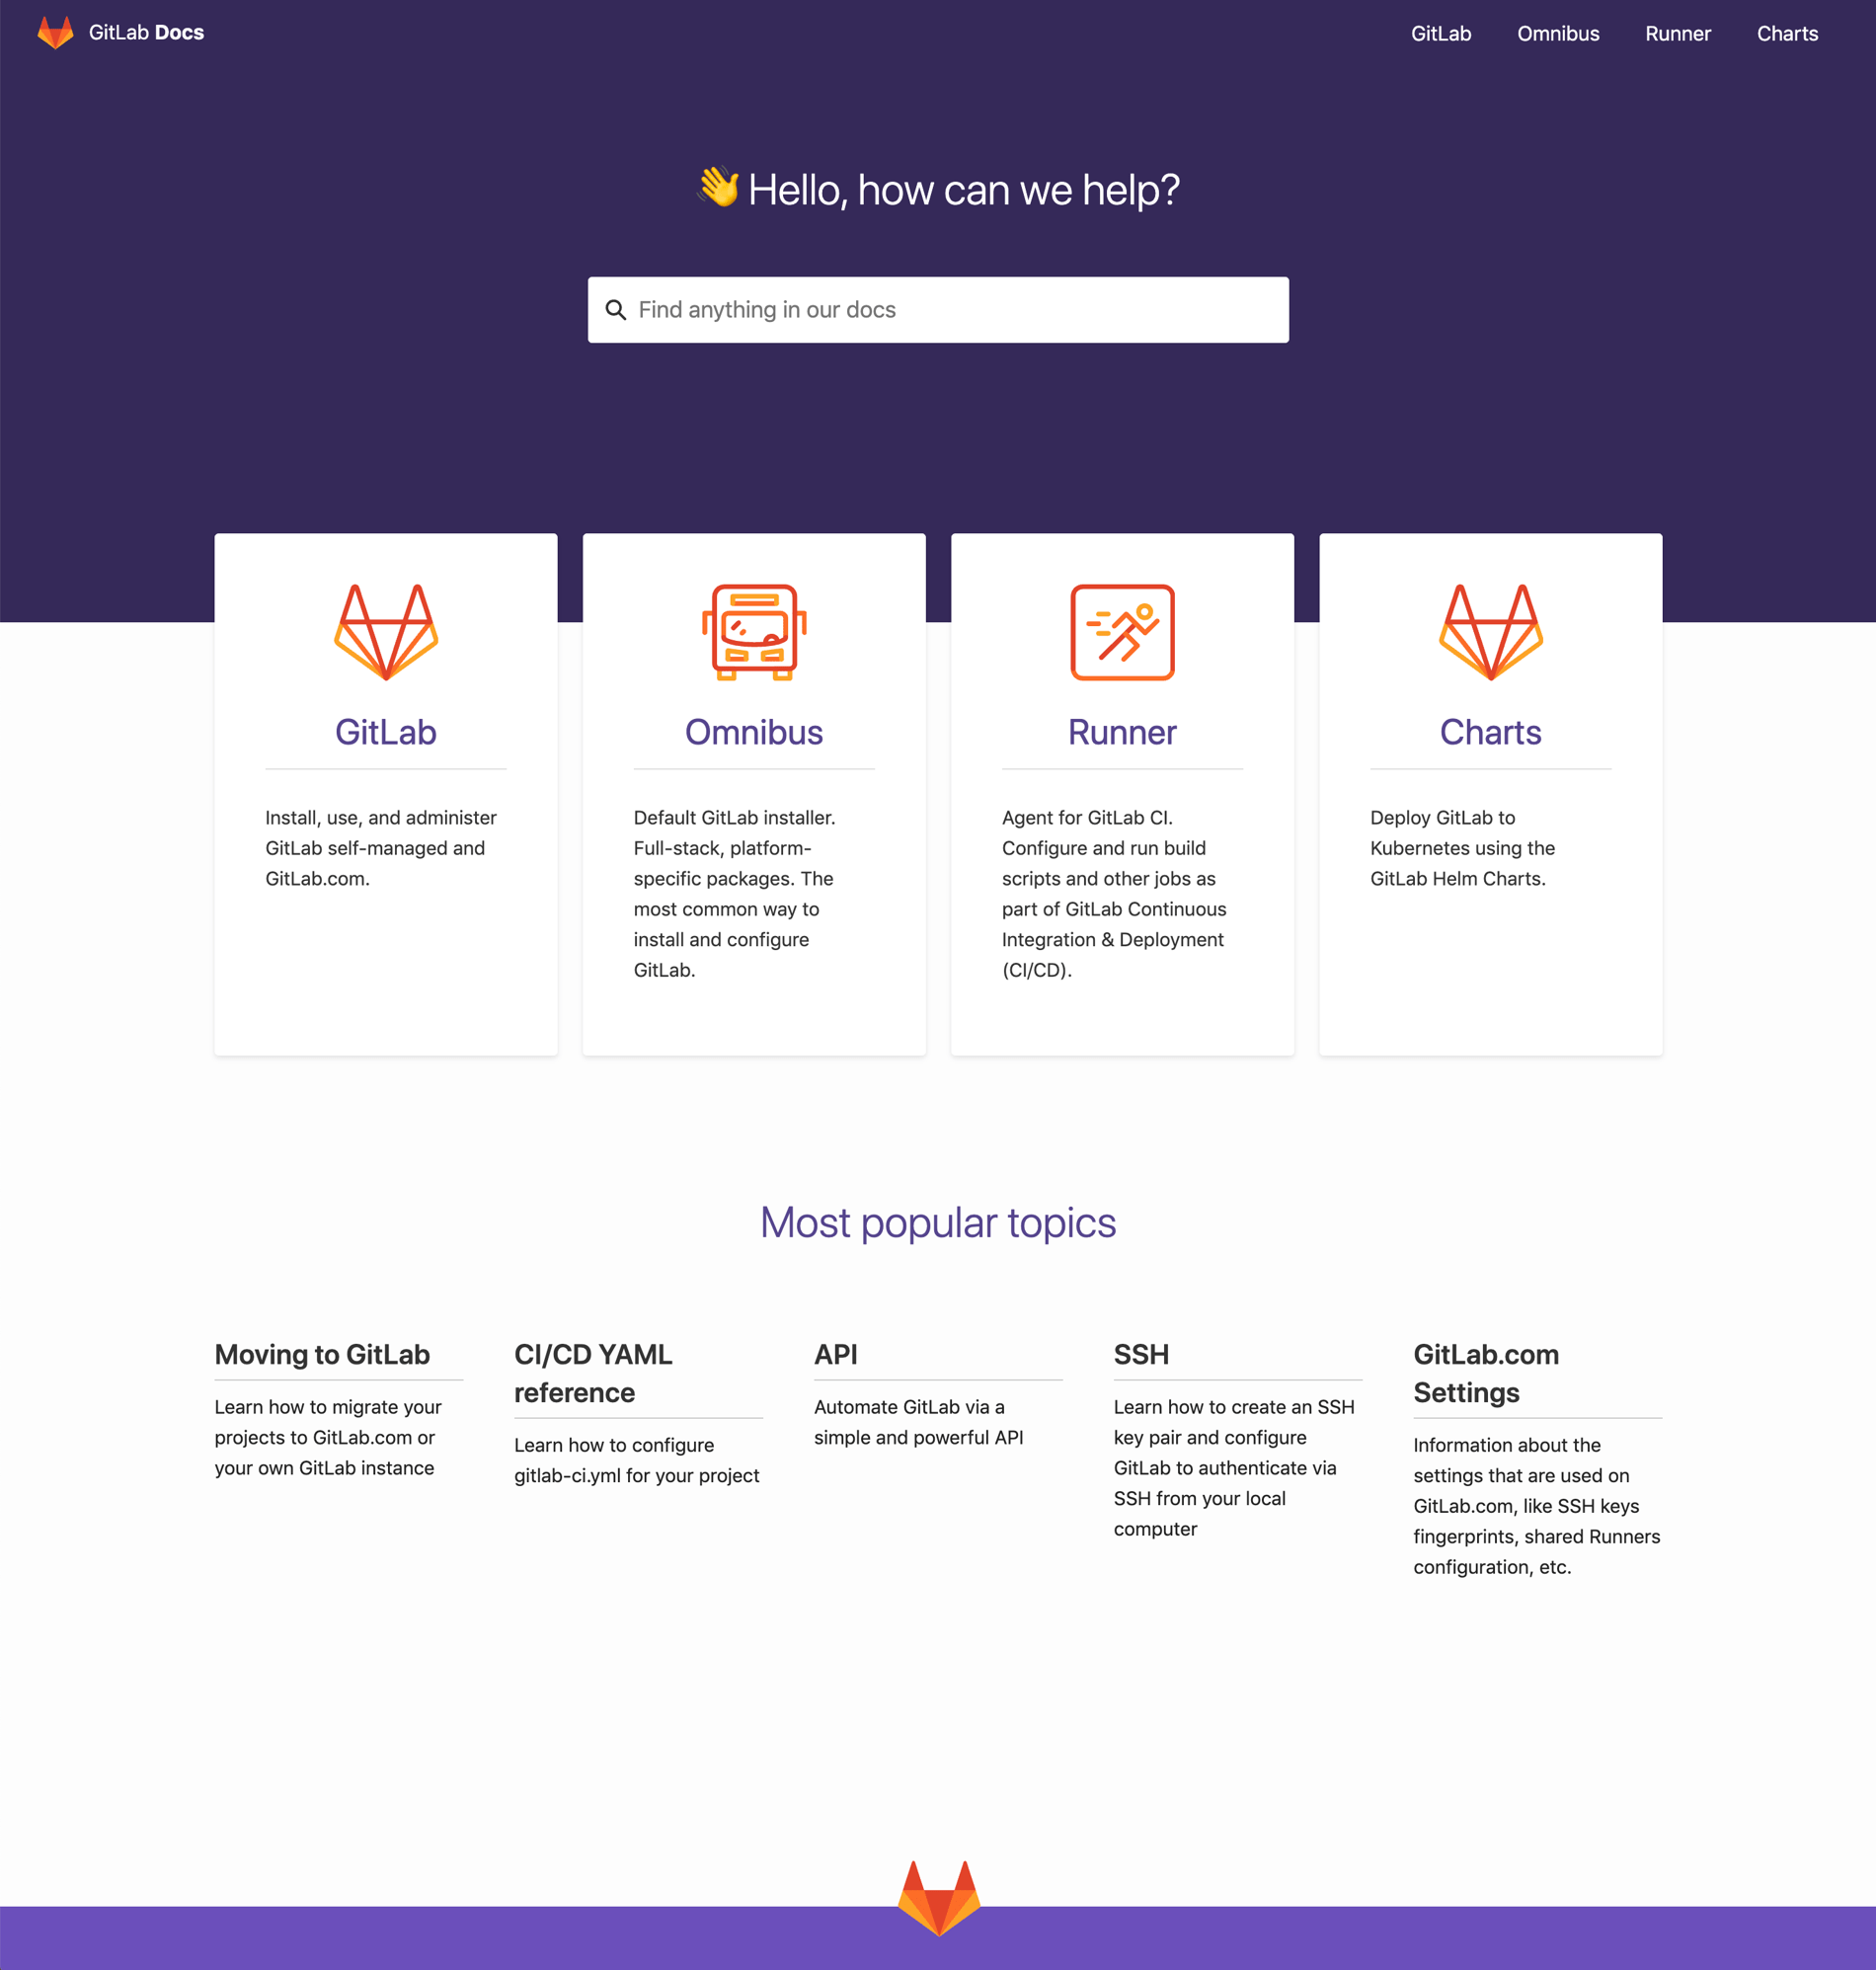 GitLab Docs
GitLab Omnibus Runner Charts
👋 Hello, how can we help?
Find anything in our docs
GitLab
Install, use, and administer
GitLab self-managed and
GitLab.com.
Omnibus
Default GitLab installer.
Full-stack, platform-
specific packages. The
most common way to
install and configure
GitLab.
Runner
Agent for GitLab CI.
Configure and run build
scripts and other jobs as
part of GitLab Continuous
Integration & Deployment
(CI/CD).
Charts
Deploy GitLab to
Kubernetes using the
GitLab Helm Charts.
Most popular topics
Moving to GitLab
Learn how to migrate your
projects to GitLab.com or
your own GitLab instance
CI/CD YAML
reference
Learn how to configure
gitlab-ci.yml for your project
API
Automate GitLab via a
simple and powerful API
SSH
Learn how to create an SSH
key pair and configure
GitLab to authenticate via
SSH from your local
computer
GitLab.com
Settings
Information about the
settings that are used on
GitLab.com, like SSH keys
fingerprints, shared Runners
configuration, etc.